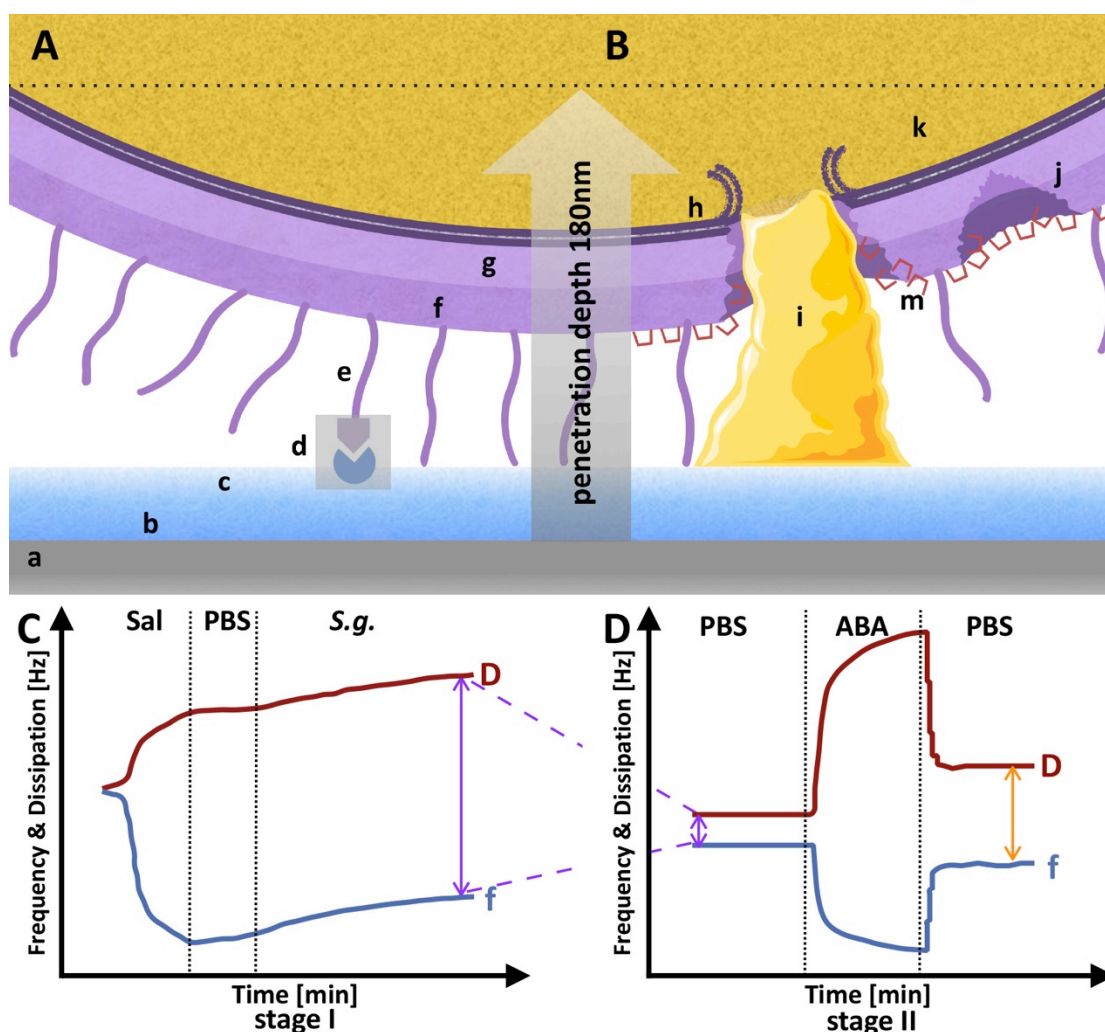 A
B
k
j
h
penetration depth 180nm
g
f
i
m
e
d
c
b
a
C
Sal
PBS
S.g.
D
f
Frequency & Dissipation [Hz]
Time [min]
stage I
D
PBS
ABA
PBS
D
f
Frequency & Dissipation [Hz]
Time [min]
stage II